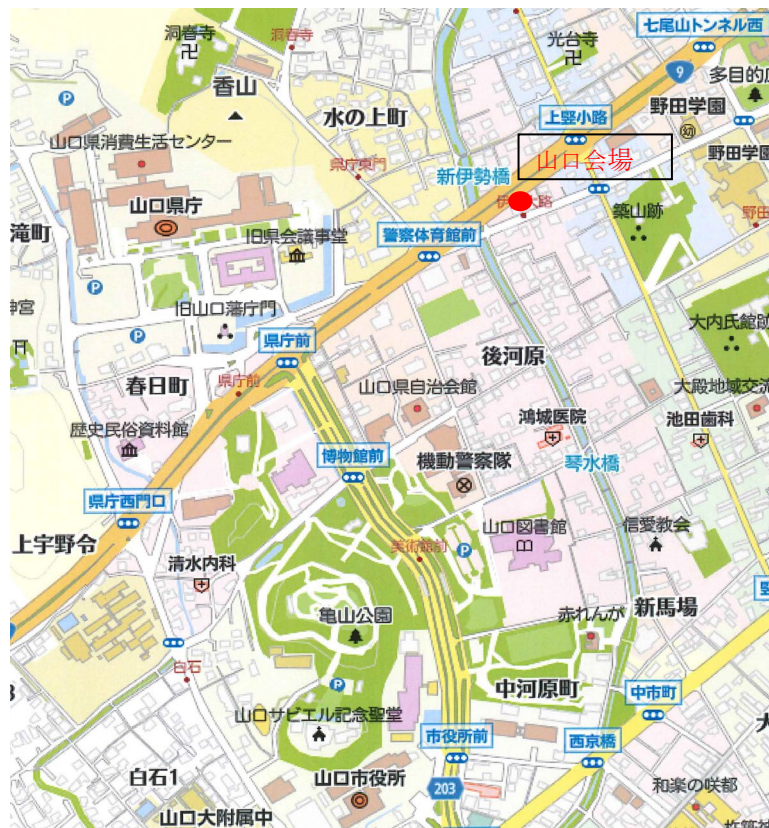 七尾山トンネル西
洞春寺
洞春寺
光台寺
9
香山
多目的広
水の上町
上竪小路
野田学園
幼
山口県消費生活センター
県庁東門
山口会場
野田学園
新伊勢橋
山口県庁
築山跡
野田
滝町
旧県会議事堂
警察体育館前
神宮
旧山口藩庁門
大内氏館跡
県庁前
後河原
春日町
県庁前
山口県自治会館
大殿地域交流
鴻城医院
池田歯科
歴史民俗資料館
博物館前
機動警察隊
琴水橋
県庁西門口
山口図書館
信愛教会
上宇野令
美術館前
清水内科
亀山公園
赤れんが
新馬場
白石
中河原町
中市町
山口サビエル記念聖堂
市役所前
西京橋
白石1
山口市役所
203
和楽の咲都
山口大附属中